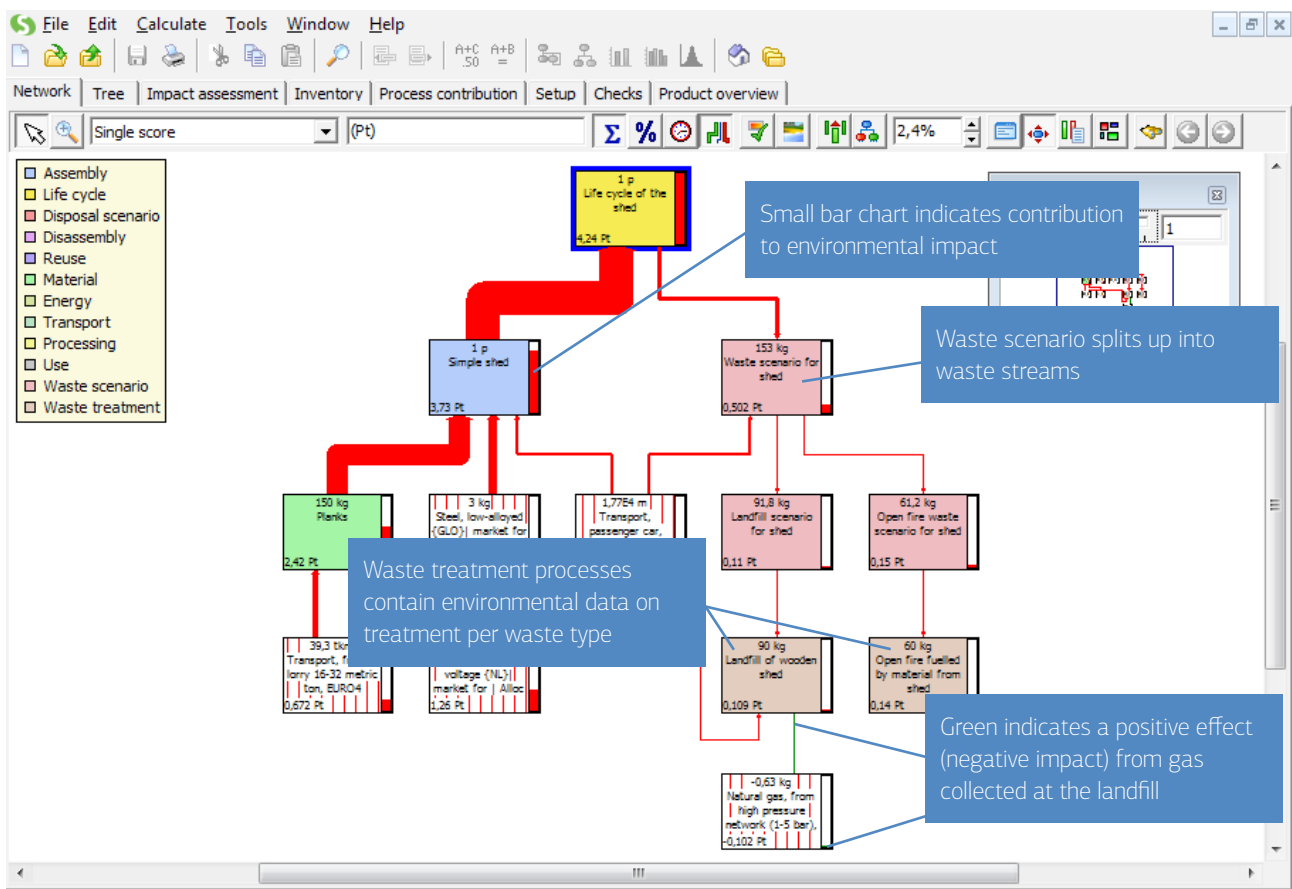 File Edit Calculate Tools Window Help
A+C A+B
.50 =
Network Tree Impact assessment Inventory Process contribution Setup Checks Product overview
Single score (Pt) Σ % 2,4%
Assembly
Life cycle
Disposal scenario
Disassembly
Reuse
Material
Energy
Transport
Processing
Use
Waste scenario
Waste treatment
1 p
Life cycle of the
shed
4,24 Pt
Small bar chart indicates contribution
to environmental impact
1
Waste scenario splits up into
waste streams
1 p
Simple shed
3,73 Pt
153 kg
Waste scenario for
shed
0,502 Pt
150 kg
Planks
2,42 Pt
3 kg
Steel, low-alloyed
{GLO}| market for
1,77E4 m
Transport,
passenger car,
91,8 kg
Landfill scenario
for shed
0,11 Pt
61,2 kg
Open fire waste
scenario for shed
0,15 Pt
Waste treatment processes
contain environmental data on
treatment per waste type
39,3 tkm
Transport,
lorry 16-32 metric
ton, EURO4
0,672 Pt
voltage {NL}|
market for | Alloc
1,26 Pt
90 kg
Landfill of wooden
shed
0,109 Pt
60 kg
Open fire fuelled
by material from
shed
0,14 Pt
Green indicates a positive effect
(negative impact) from gas
collected at the landfill
-0,63 kg
Natural gas, from
high pressure
network (1-5 bar),
-0,102 Pt